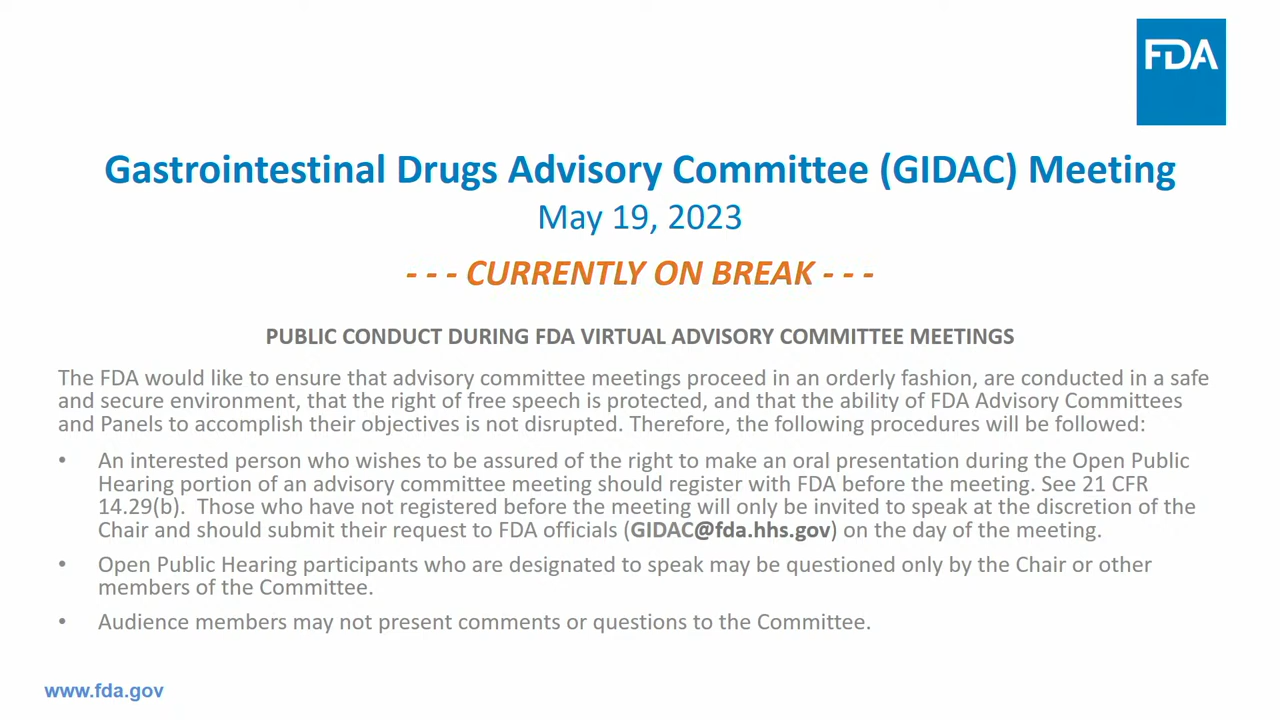 FDA
Gastrointestinal Drugs Advisory Committee (GIDAC) Meeting
May 19, 2023
- - - CURRENTLY ON BREAK - - -
PUBLIC CONDUCT DURING FDA VIRTUAL ADVISORY COMMITTEE MEETINGS
The FDA would like to ensure that advisory committee meetings proceed in an orderly fashion, are conducted in a safe
and secure environment, that the right of free speech is protected, and that the ability of FDA Advisory Committees
and Panels to accomplish their objectives is not disrupted. Therefore, the following procedures will be followed:
• An interested person who wishes to be assured of the right to make an oral presentation during the Open Public
Hearing portion of an advisory committee meeting should register with FDA before the meeting. See 21 CFR
14.29(b).  Those who have not registered before the meeting will only be invited to speak at the discretion of the
Chair and should submit their request to FDA officials (GIDAC@fda.hhs.gov) on the day of the meeting.
• Open Public Hearing participants who are designated to speak may be questioned only by the Chair or other
members of the Committee.
• Audience members may not present comments or questions to the Committee.
www.fda.gov